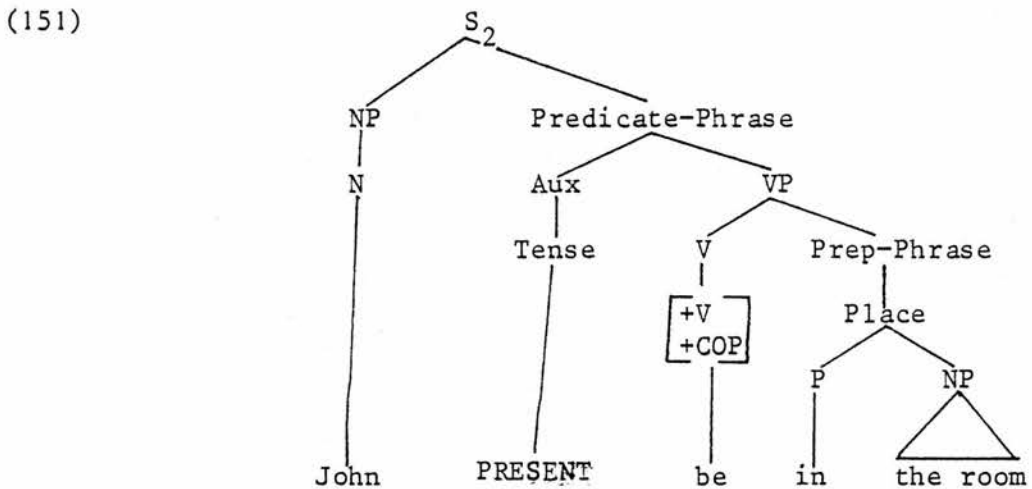 (151)
S2
NP Predicate-Phrase
N Aux VP
Tense V Prep-Phrase
+V
+COP
Place
P NP
John PRESENT be in the room